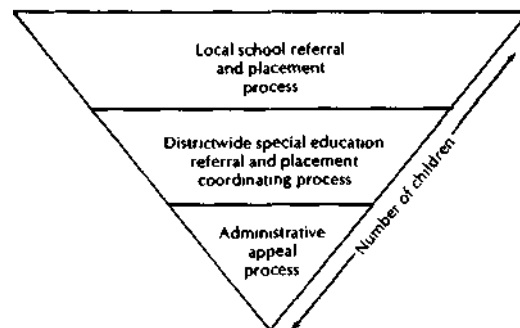 Local school referral
and placement
process
Districtwide special education
referral and placement
coordinating process
Administrative
appeal
process
Number of children